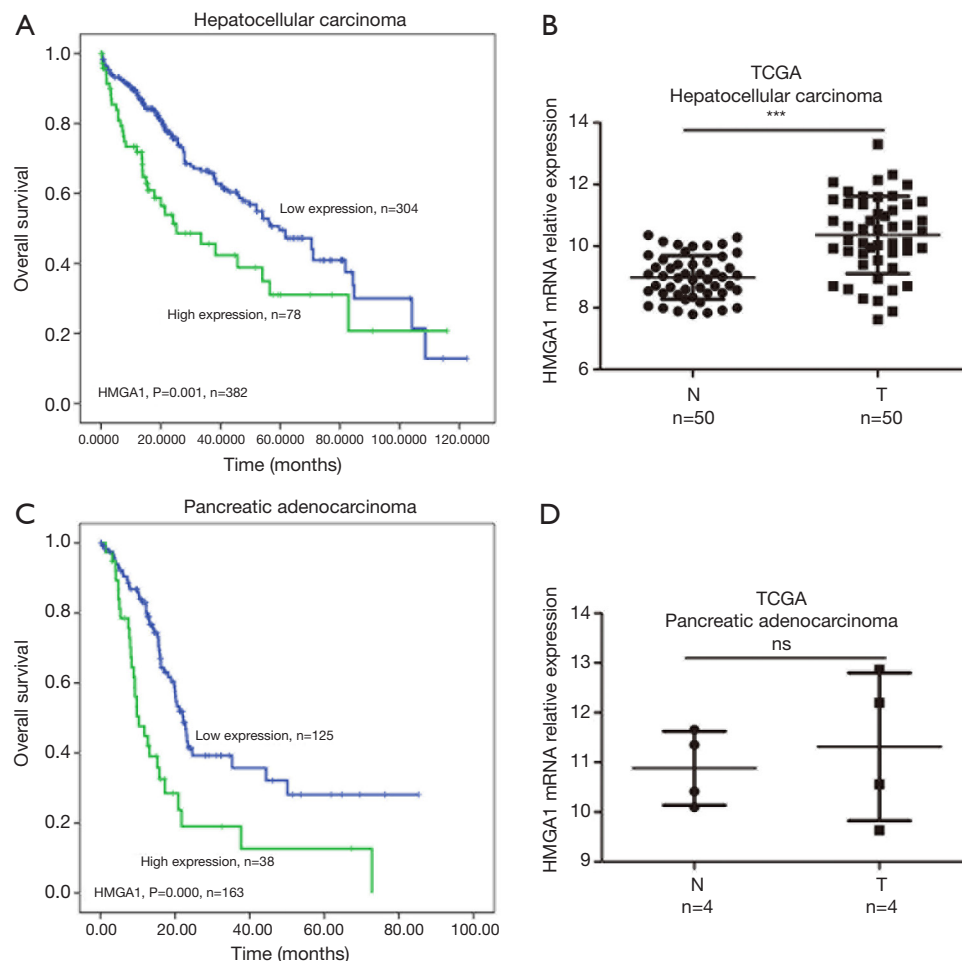 A
Hepatocellular carcinoma
Overall survival
1.0
0.8
0.6
0.4
0.2
0.0
Low expression, n=304
High expression, n=78
HMGA1, P=0.001, n=382
0.0000 20.0000 40.0000 60.0000 80.0000 100.0000 120.0000
Time (months)
B
TCGA
Hepatocellular carcinoma
***
HMGA1 mRNA relative expression
14
12
10
8
6
N T
n=50 n=50
C
Pancreatic adenocarcinoma
Overall survival
1.0
0.8
0.6
0.4
0.2
0.0
Low expression, n=125
High expression, n=38
HMGA1, P=0.000, n=163
0.00 20.00 40.00 60.00 80.00 100.00
Time (months)
D
TCGA
Pancreatic adenocarcinoma
ns
HMGA1 mRNA relative expression
14
13
12
11
10
9
N T
n=4 n=4